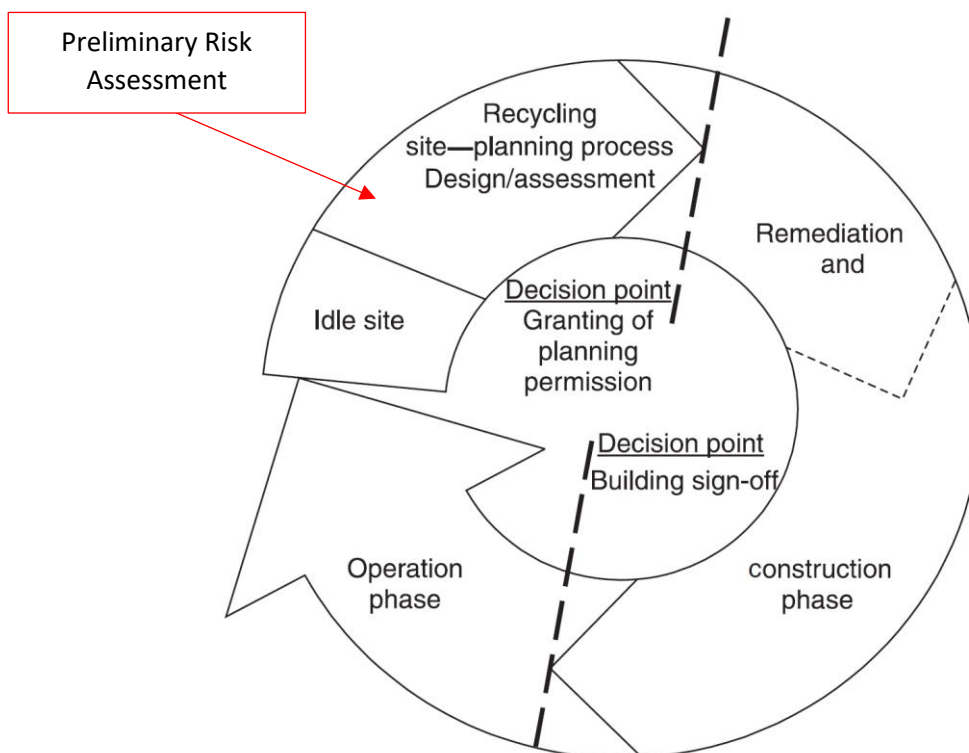 Preliminary Risk
Assessment
Recycling
site—planning process
Design/assessment
Remediation
and
Idle site
Decision point
Granting of
planning
permission
Decision point
Building sign-off
Operation
phase
construction
phase